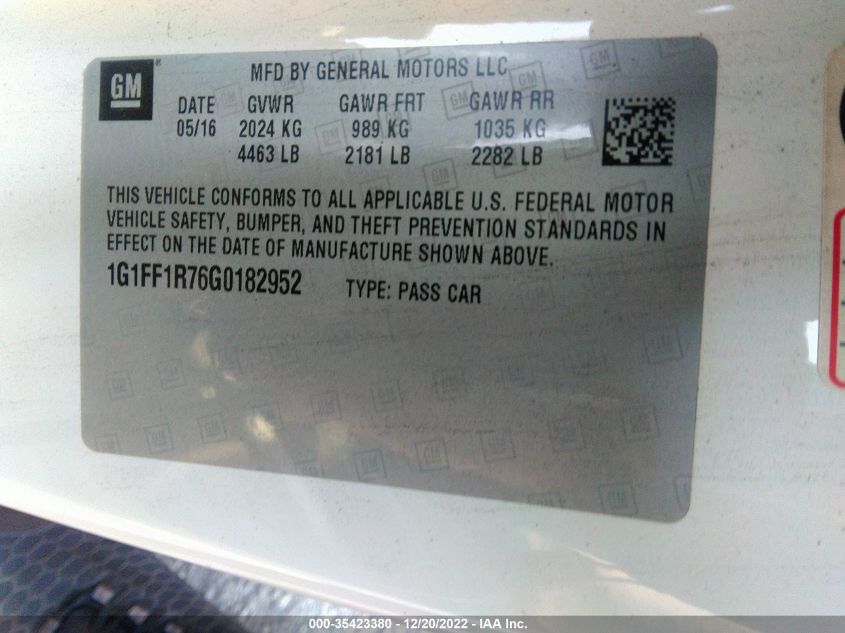 GM
MFD BY GENERAL MOTORS LLC
DATE GVWR GAWR FRT GAWR RR
05/16 2024 KG 989 KG 1035 KG
4463 LB 2181 LB 2282 LB
THIS VEHICLE CONFORMS TO ALL APPLICABLE U.S. FEDERAL MOTOR
VEHICLE SAFETY, BUMPER, AND THEFT PREVENTION STANDARDS IN
EFFECT ON THE DATE OF MANUFACTURE SHOWN ABOVE.
1G1FF1R76G0182952 TYPE: PASS CAR
000-35423380 - 12/20/2022 - IAA Inc.